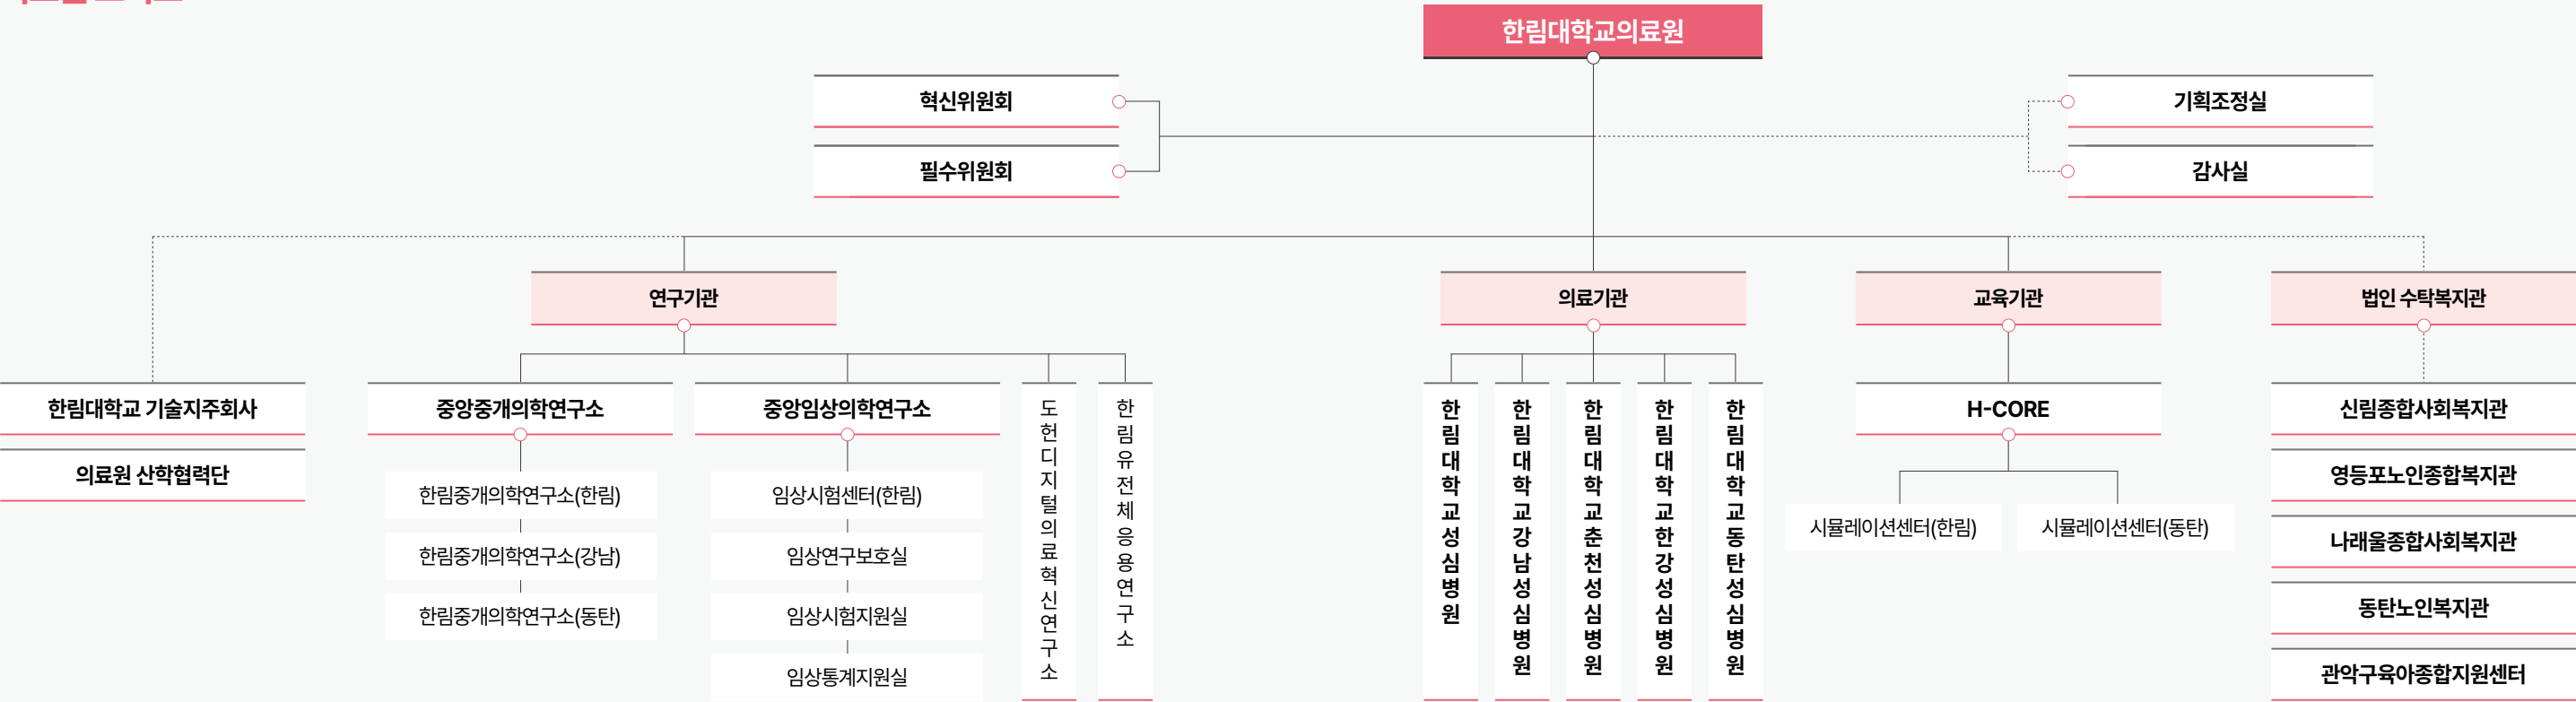 한림대학교의료원
혁신위원회
필수위원회
기획조정실
감사실
연구기관
의료기관
교육기관
법인 수탁복지관
한림대학교 기술지주회사
의료원 산학협력단
중앙중개의학연구소
한림중개의학연구소(한림)
한림중개의학연구소(강남)
한림중개의학연구소(동탄)
중앙임상의학연구소
임상시험센터(한림)
임상연구보호실
임상시험지원실
임상통계지원실
도헌디지털의료혁신연구소
한림유전체응용연구소
한림대학교성심병원
한림대학교강남성심병원
한림대학교춘천성심병원
한림대학교한강성심병원
한림대학교동탄성심병원
H-CORE
시뮬레이션센터(한림)
시뮬레이션센터(동탄)
신림종합사회복지관
영등포노인종합복지관
나래울종합사회복지관
동탄노인복지관
관악구육아종합지원센터